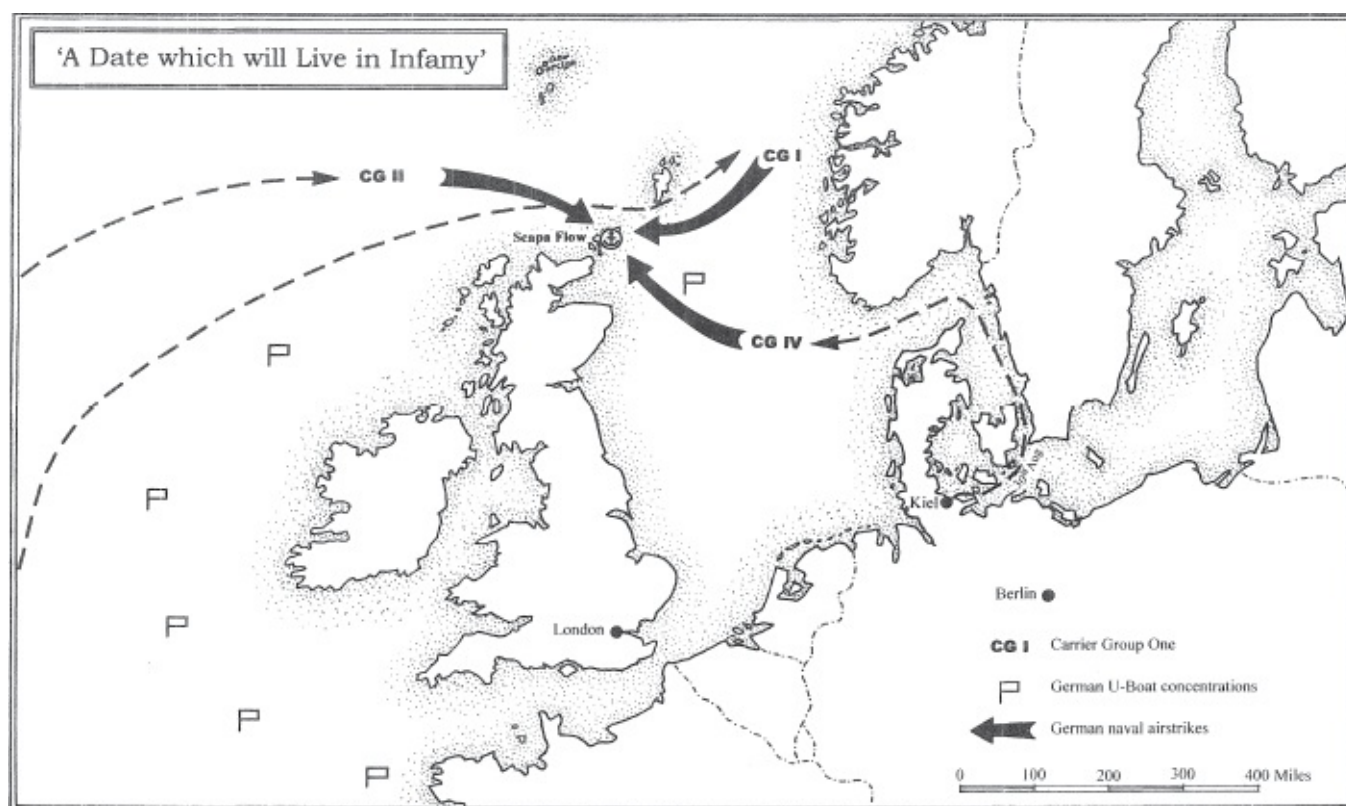 ‘A Date which will Live in Infamy’
CG II
CG I
Scapa Flow
CG IV
Kiel
Berlin
London
CG I Carrier Group One
German U-Boat concentrations
German naval airstrikes
0 100 200 300 400 Miles